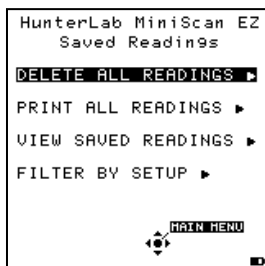 HunterLab MiniScan EZ
Saved Readings
DELETE ALL READINGS ▶
PRINT ALL READINGS ▶
VIEW SAVED READINGS ▶
FILTER BY SETUP ▶
MAIN MENU